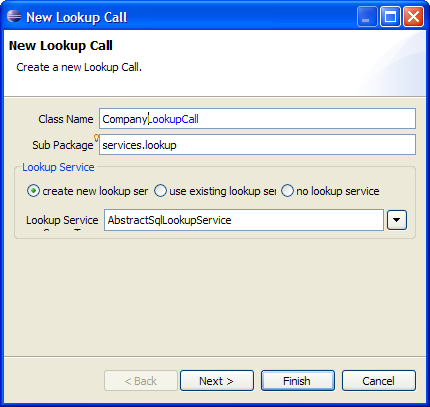 New Lookup Call
New Lookup Call
Create a new Lookup Call.
Class Name CompanyLookupCall
Sub Package services.lookup
Lookup Service
create new lookup ser use existing lookup ser no lookup service
Lookup Service AbstractSqlLookupService
< Back Next > Finish Cancel